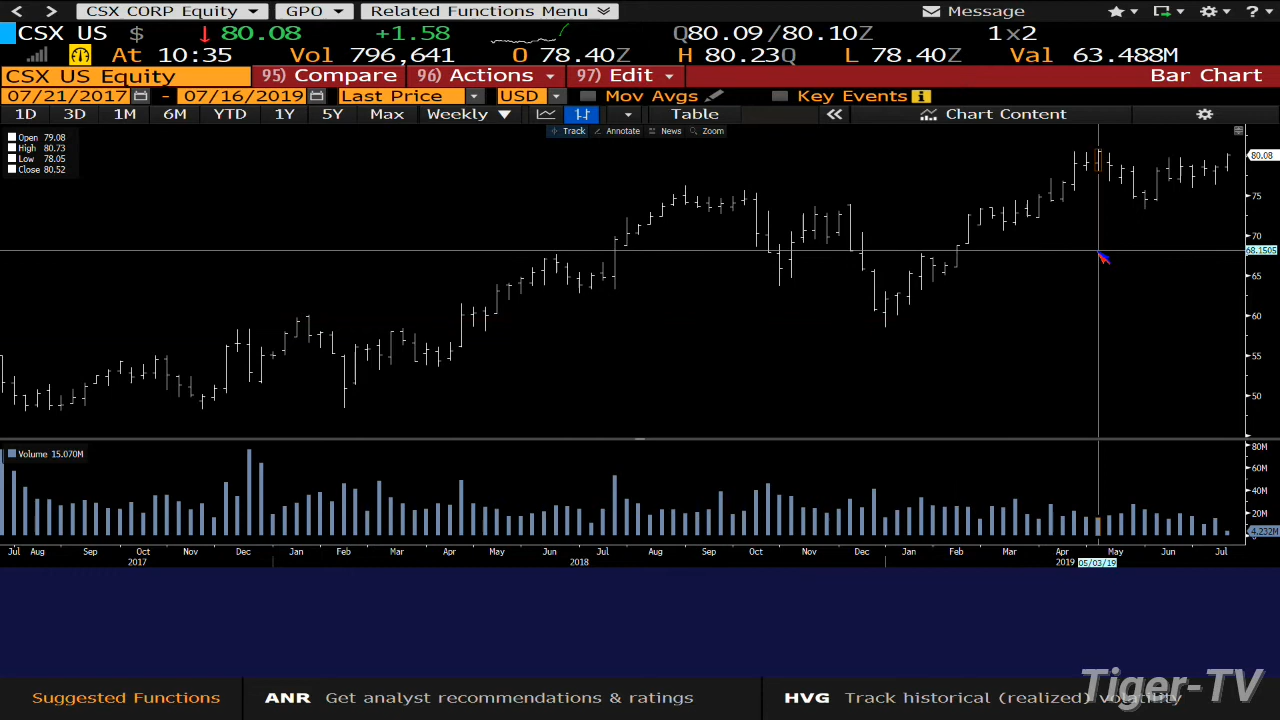 CSX CORP Equity GPO Related Functions Menu Message
CSX US $ 80.08 +1.58 Q80.09/80.10Z 1x2
At 10:35 Vol 796,641 O 78.40Z H 80.23Q L 78.40Z Val 63.488M
CSX US Equity 95) Compare 96) Actions 97) Edit Bar Chart
07/21/2017 - 07/16/2019 Last Price USD Mov Avgs Key Events
1D 3D 1M 6M YTD 1Y 5Y Max Weekly Table Chart Content
Track Annotate News Zoom
Open 79.08
High 80.73
Low 78.05
Close 80.52
80.08
75
70
68.1505
65
60
55
50
Volume 15.070M
80M
60M
40M
20M
4.232M
Jul Aug Sep Oct Nov Dec Jan Feb Mar Apr May Jun Jul Aug Sep Oct Nov Dec Jan Feb Mar Apr May Jun Jul
2017 2018 2019 05/03/19
Suggested Functions ANR Get analyst recommendations & ratings HVG Track historical (realized) volatility
Tiger-TV